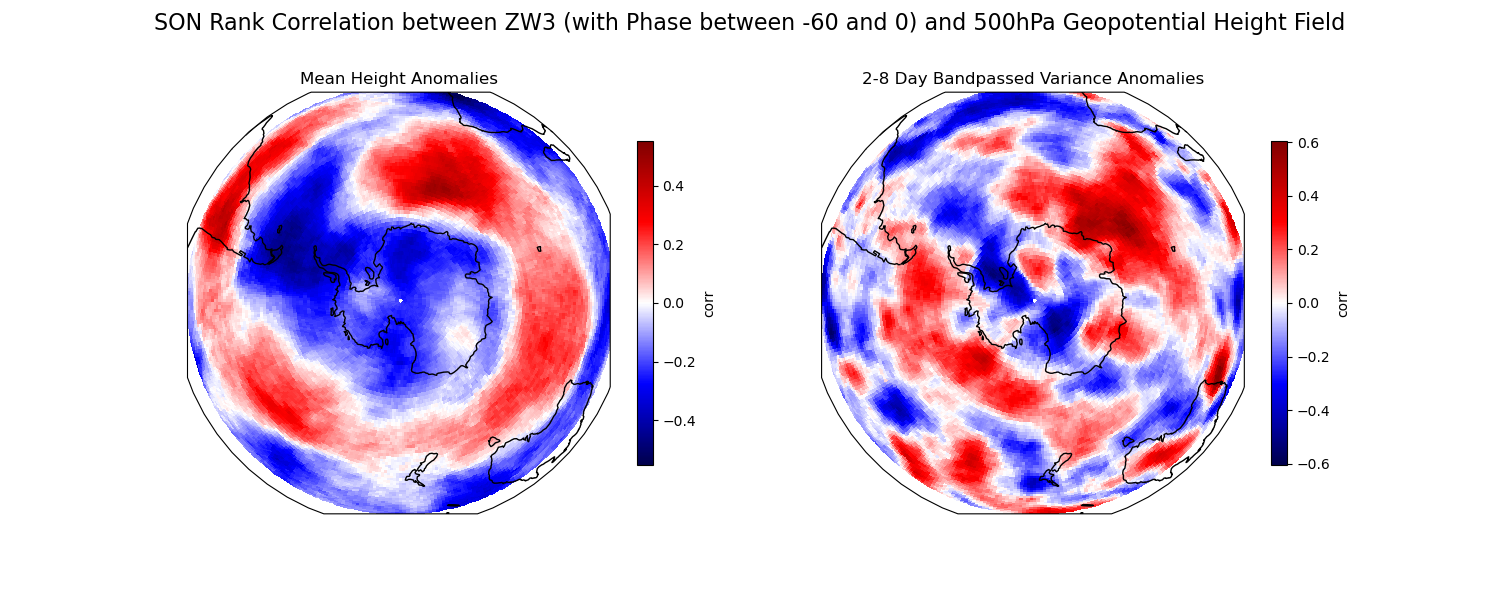 SON Rank Correlation between ZW3 (with Phase between -60 and 0) and 500hPa Geopotential Height Field
Mean Height Anomalies
0.4
0.2
0.0
−0.2
−0.4
corr
2-8 Day Bandpassed Variance Anomalies
0.6
0.4
0.2
0.0
−0.2
−0.4
−0.6
corr